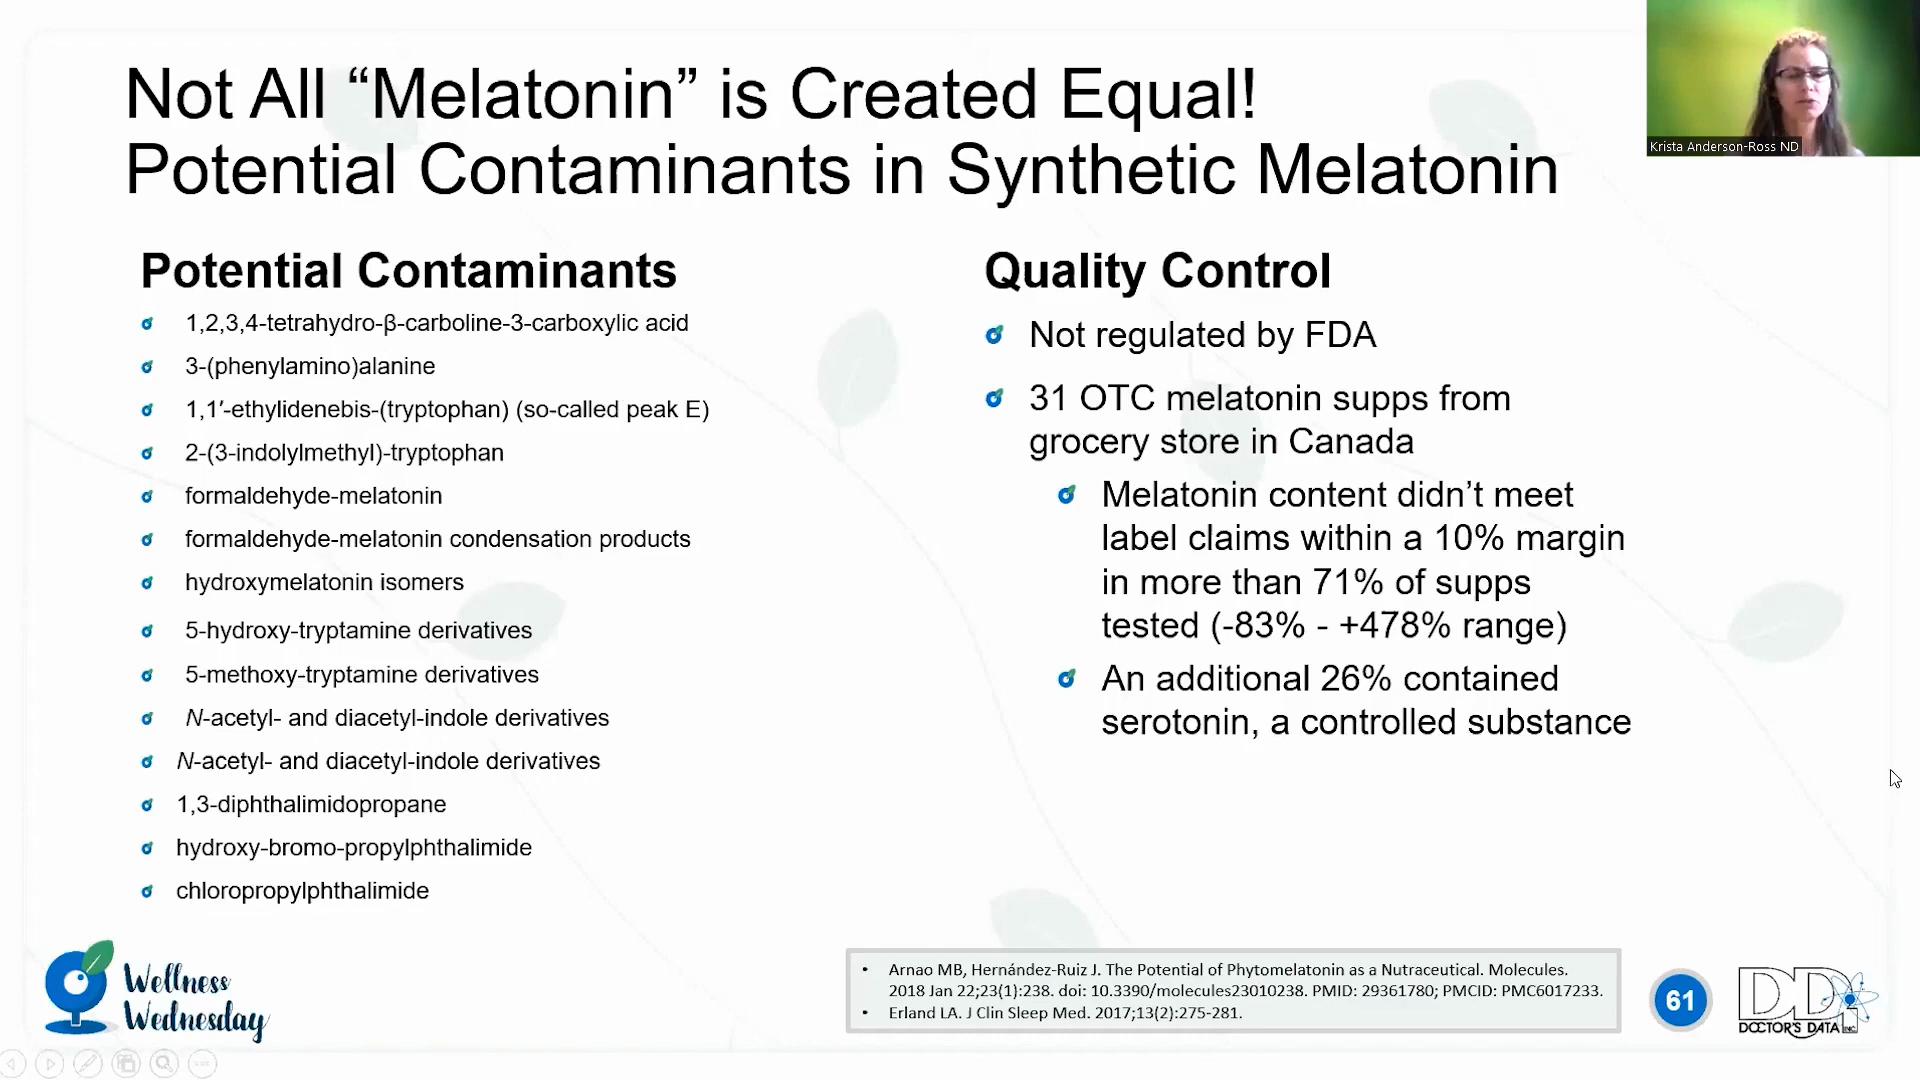 Not All “Melatonin” is Created Equal!
Potential Contaminants in Synthetic Melatonin
Krista Anderson-Ross ND
Potential Contaminants
1,2,3,4-tetrahydro-β-carboline-3-carboxylic acid
3-(phenylamino)alanine
1,1′-ethylidenebis-(tryptophan) (so-called peak E)
2-(3-indolylmethyl)-tryptophan
formaldehyde-melatonin
formaldehyde-melatonin condensation products
hydroxymelatonin isomers
5-hydroxy-tryptamine derivatives
5-methoxy-tryptamine derivatives
N-acetyl- and diacetyl-indole derivatives
N-acetyl- and diacetyl-indole derivatives
1,3-diphthalimidopropane
hydroxy-bromo-propylphthalimide
chloropropylphthalimide
Quality Control
Not regulated by FDA
31 OTC melatonin supps from
grocery store in Canada
Melatonin content didn’t meet
label claims within a 10% margin
in more than 71% of supps
tested (-83% - +478% range)
An additional 26% contained
serotonin, a controlled substance
Wellness
Wednesday
Arnao MB, Hernández-Ruiz J. The Potential of Phytomelatonin as a Nutraceutical. Molecules.
2018 Jan 22;23(1):238. doi: 10.3390/molecules23010238. PMID: 29361780; PMCID: PMC6017233.
Erland LA. J Clin Sleep Med. 2017;13(2):275-281.
61
DDI
DOCTOR'S DATA INC.